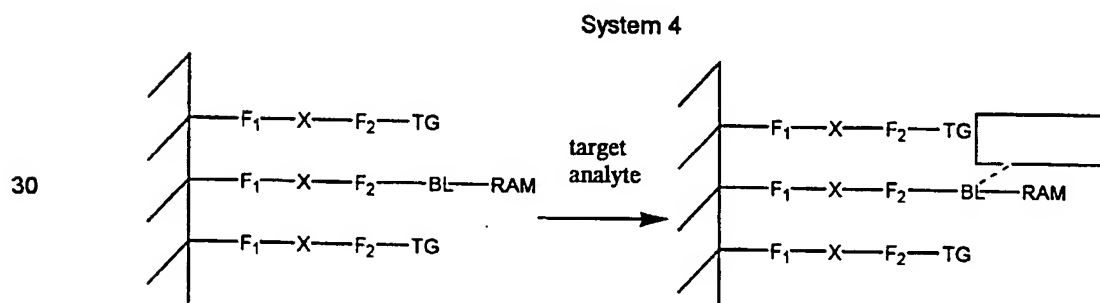 System 4
F₁—X—F₂—TG
30 F₁—X—F₂—BL—RAM
F₁—X—F₂—TG
target
analyte
F₁—X—F₂—TG
F₁—X—F₂—BL—RAM
F₁—X—F₂—TG